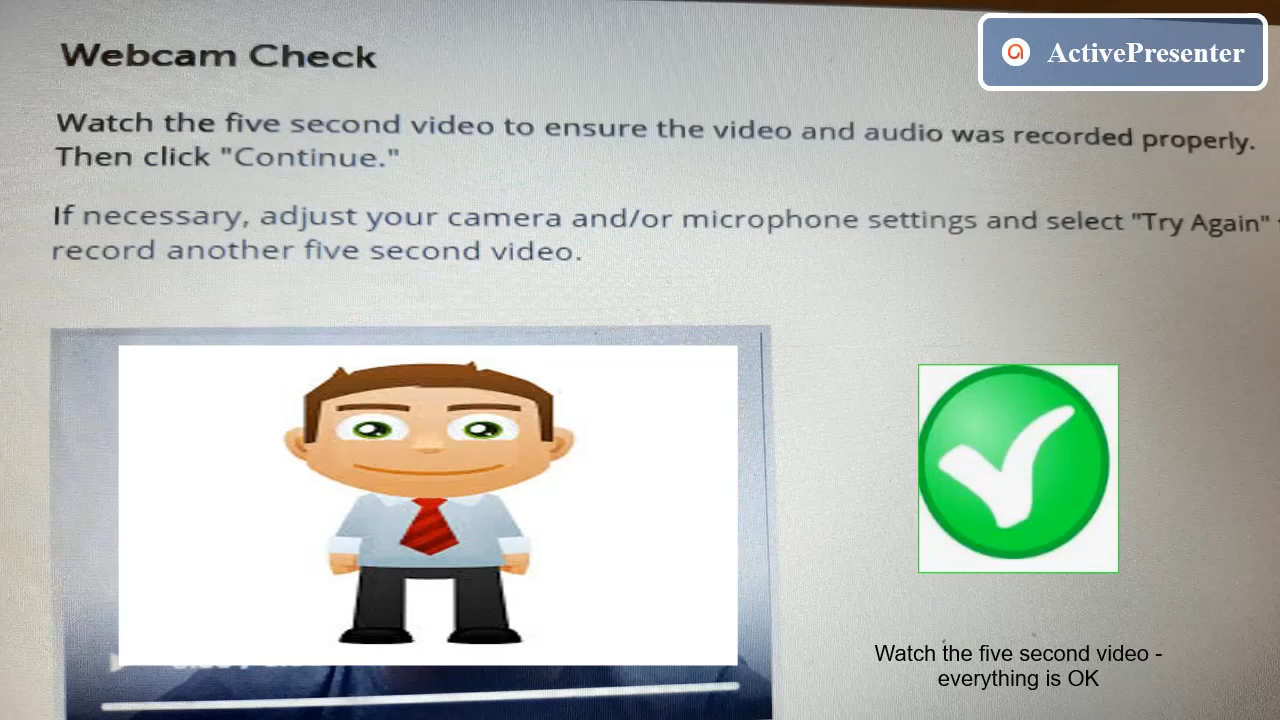 Webcam Check
ActivePresenter
Watch the five second video to ensure the video and audio was recorded properly.
Then click "Continue."
If necessary, adjust your camera and/or microphone settings and select "Try Again"
record another five second video.
Watch the five second video -
everything is OK